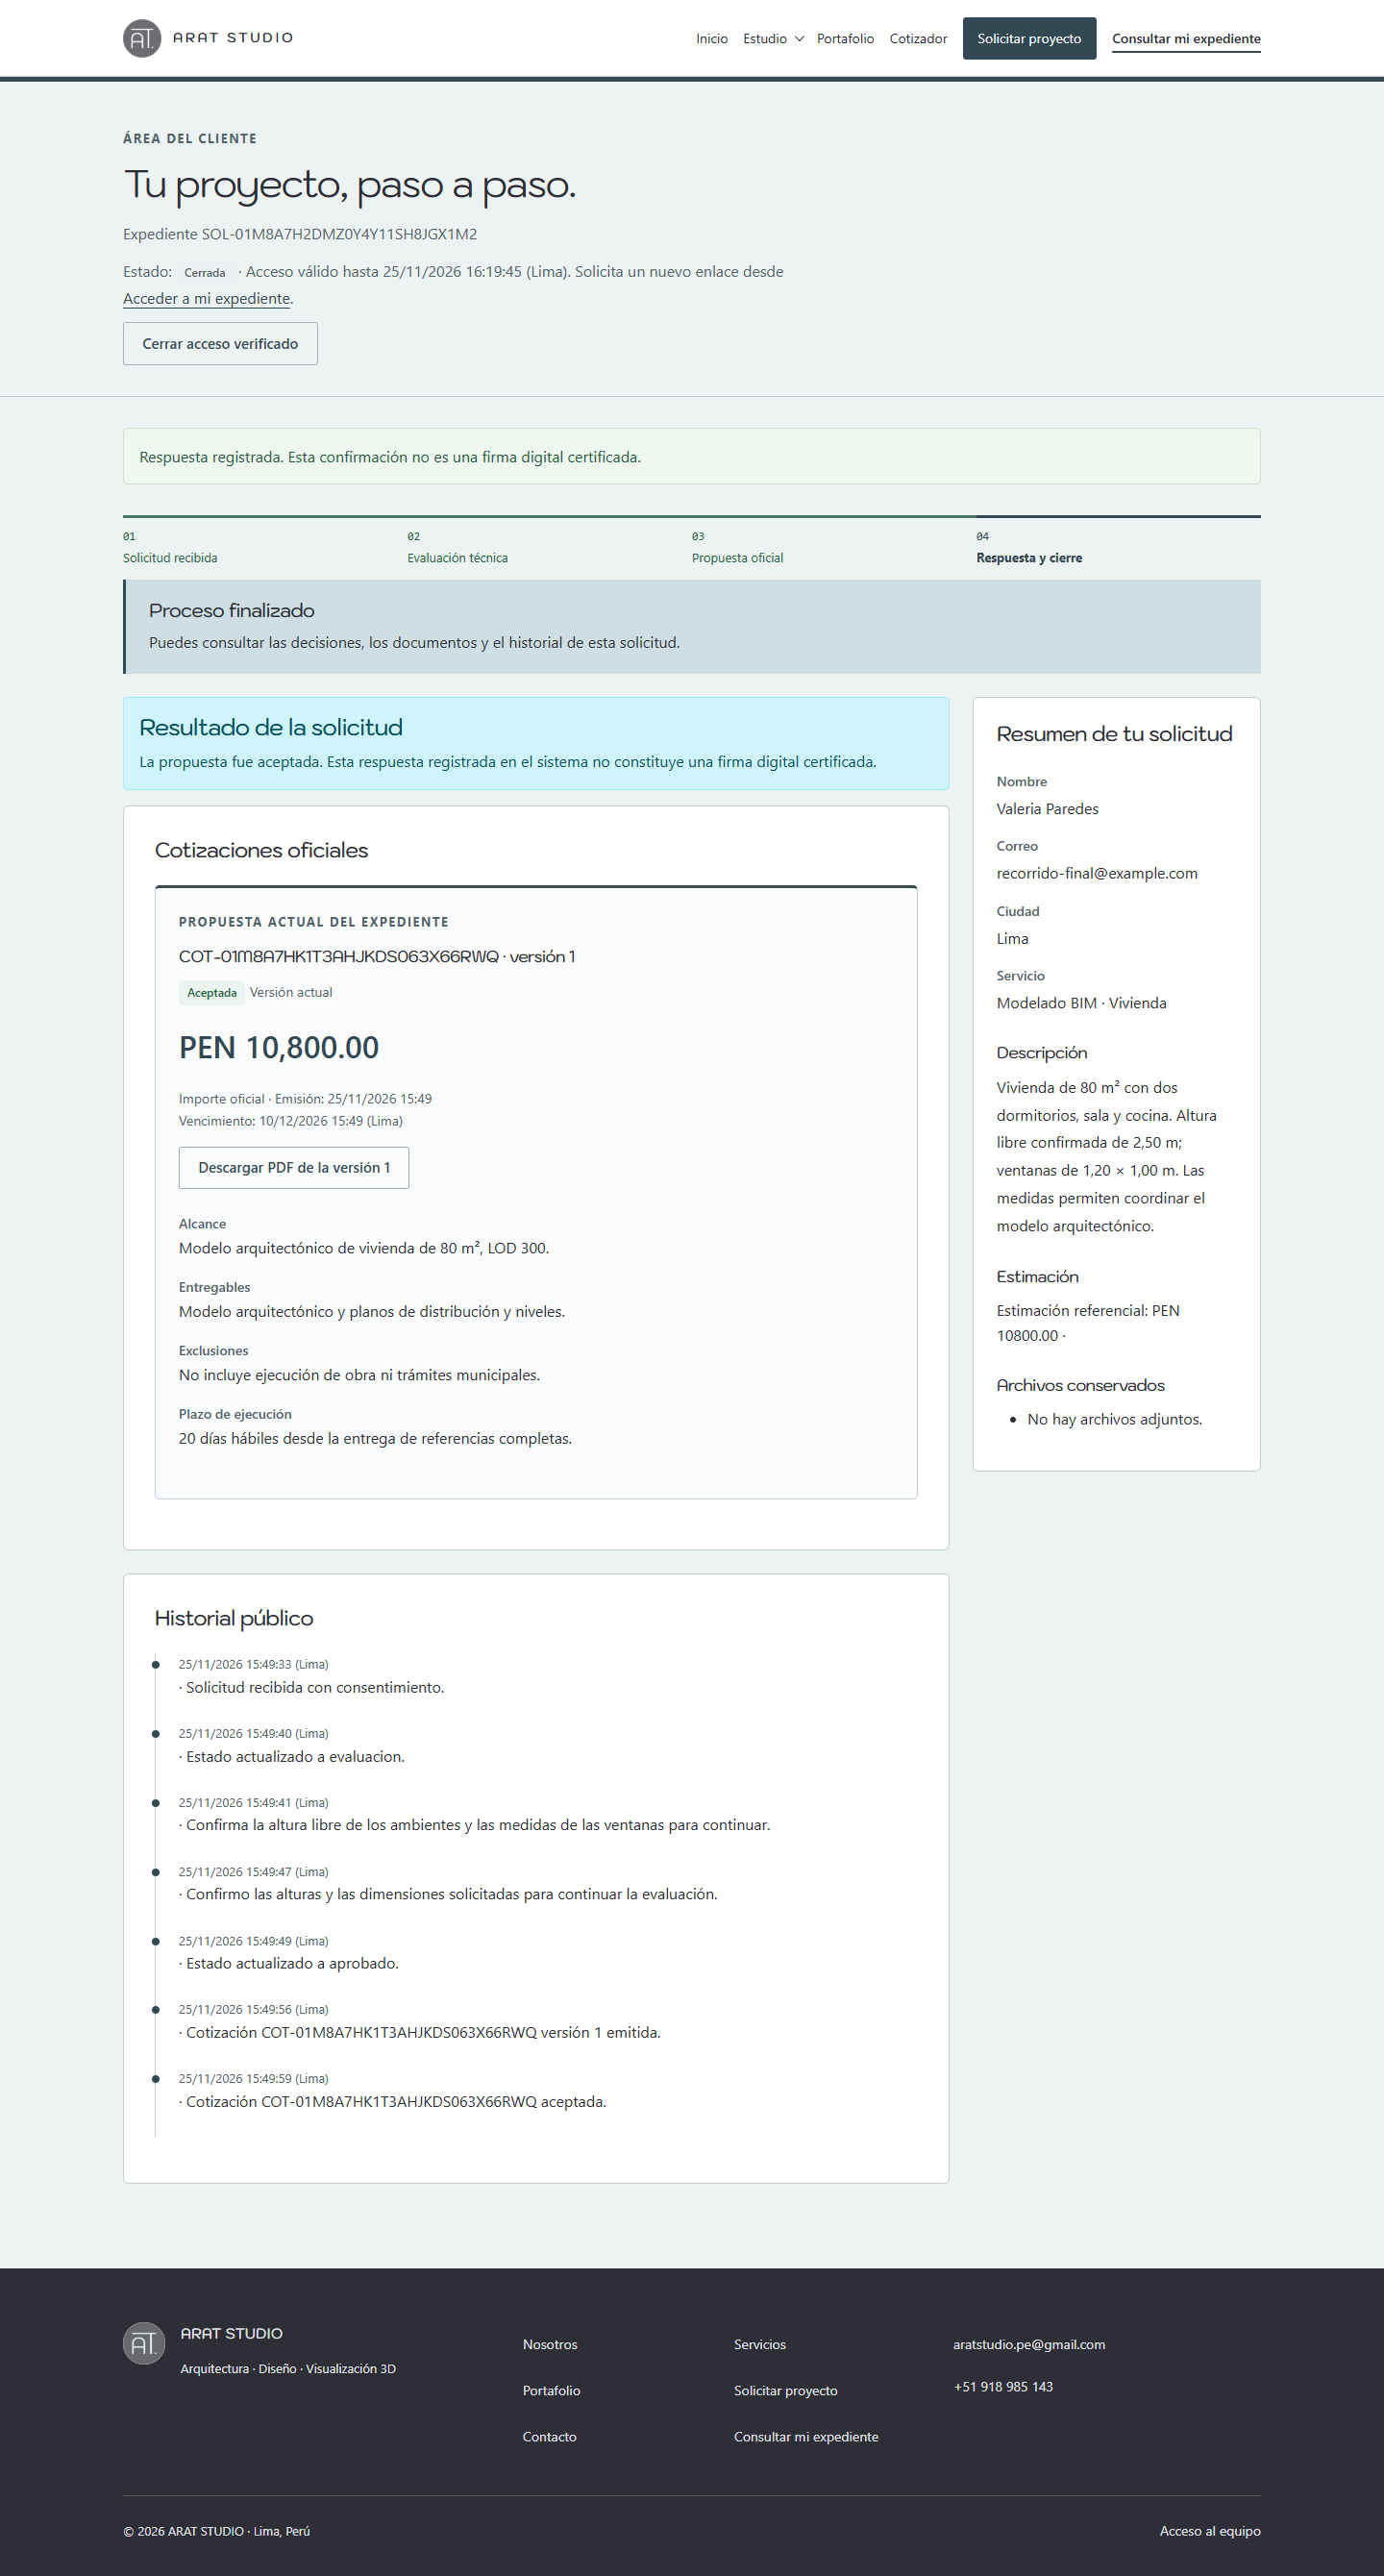 AT.
ARAT STUDIO
Inicio
Estudio
Portafolio
Cotizador
Solicitar proyecto
Consultar mi expediente
ÁREA DEL CLIENTE
Tu proyecto, paso a paso.
Expediente SOL-01M8A7H2DMZ0Y4Y11SH8JGX1M2
Estado: Cerrada · Acceso válido hasta 25/11/2026 16:19:45 (Lima). Solicita un nuevo enlace desde
Acceder a mi expediente.
Cerrar acceso verificado
Respuesta registrada. Esta confirmación no es una firma digital certificada.
01
Solicitud recibida
02
Evaluación técnica
03
Propuesta oficial
04
Respuesta y cierre
Proceso finalizado
Puedes consultar las decisiones, los documentos y el historial de esta solicitud.
Resultado de la solicitud
La propuesta fue aceptada. Esta respuesta registrada en el sistema no constituye una firma digital certificada.
Cotizaciones oficiales
PROPUESTA ACTUAL DEL EXPEDIENTE
COT-01M8A7HK1T3AHJKDS063X66RWQ · versión 1
Aceptada Versión actual
PEN 10,800.00
Importe oficial · Emisión: 25/11/2026 15:49
Vencimiento: 10/12/2026 15:49 (Lima)
Descargar PDF de la versión 1
Alcance
Modelo arquitectónico de vivienda de 80 m², LOD 300.
Entregables
Modelo arquitectónico y planos de distribución y niveles.
Exclusiones
No incluye ejecución de obra ni trámites municipales.
Plazo de ejecución
20 días hábiles desde la entrega de referencias completas.
Resumen de tu solicitud
Nombre
Valeria Paredes
Correo
recorrido-final@example.com
Ciudad
Lima
Servicio
Modelado BIM · Vivienda
Descripción
Vivienda de 80 m² con dos
dormitorios, sala y cocina. Altura
libre confirmada de 2,50 m;
ventanas de 1,20 × 1,00 m. Las
medidas permiten coordinar el
modelo arquitectónico.
Estimación
Estimación referencial: PEN
10800.00 ·
Archivos conservados
• No hay archivos adjuntos.
Historial público
25/11/2026 15:49:33 (Lima)
· Solicitud recibida con consentimiento.
25/11/2026 15:49:40 (Lima)
· Estado actualizado a evaluacion.
25/11/2026 15:49:41 (Lima)
· Confirma la altura libre de los ambientes y las medidas de las ventanas para continuar.
25/11/2026 15:49:47 (Lima)
· Confirmo las alturas y las dimensiones solicitadas para continuar la evaluación.
25/11/2026 15:49:49 (Lima)
· Estado actualizado a aprobado.
25/11/2026 15:49:56 (Lima)
· Cotización COT-01M8A7HK1T3AHJKDS063X66RWQ versión 1 emitida.
25/11/2026 15:49:59 (Lima)
· Cotización COT-01M8A7HK1T3AHJKDS063X66RWQ aceptada.
AT.
ARAT STUDIO
Arquitectura · Diseño · Visualización 3D
Nosotros
Portafolio
Contacto
Servicios
Solicitar proyecto
Consultar mi expediente
aratstudio.pe@gmail.com
+51 918 985 143
© 2026 ARAT STUDIO · Lima, Perú
Acceso al equipo